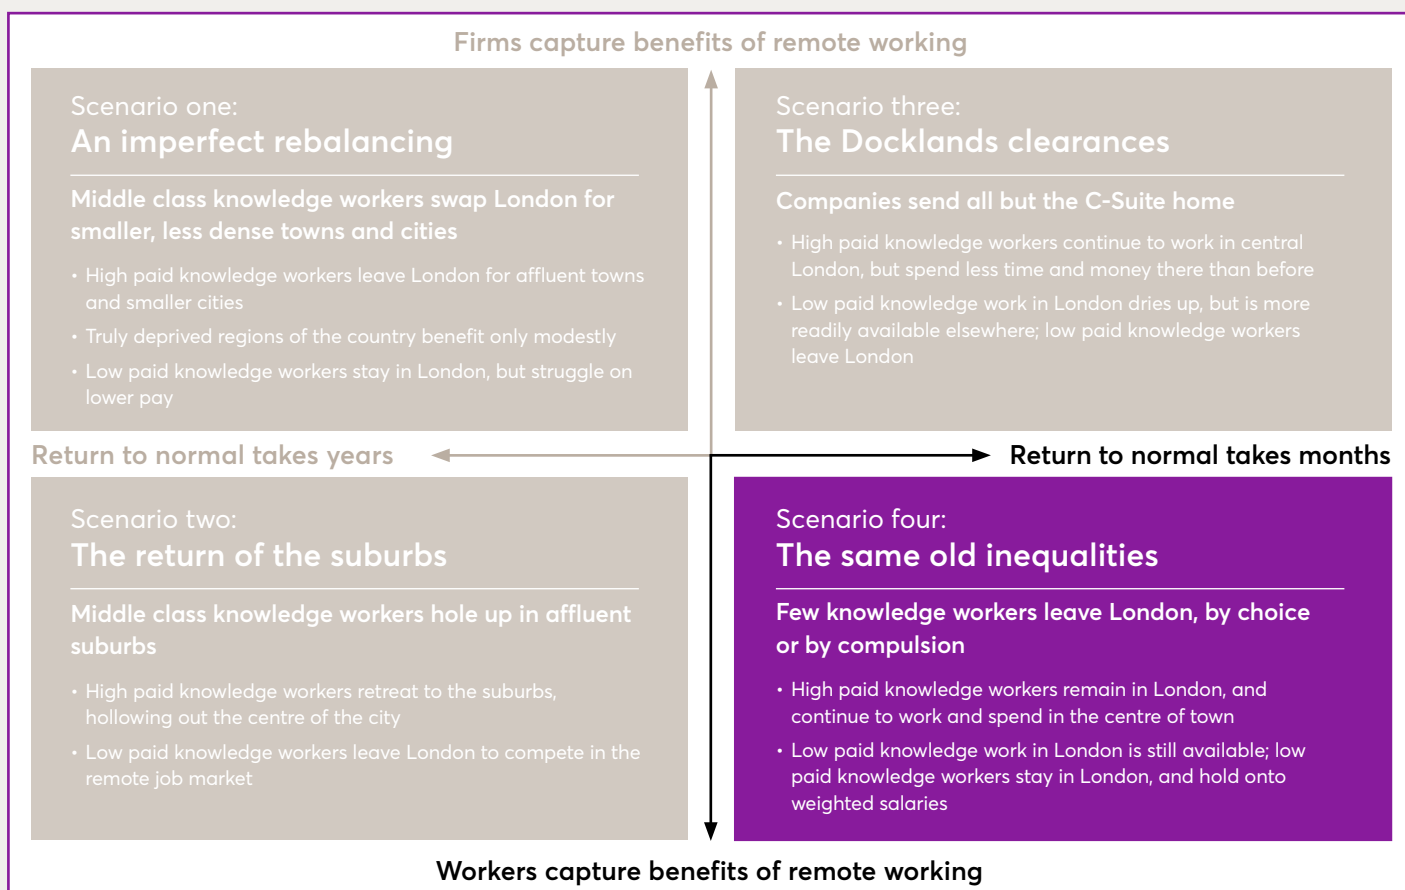 Firms capture benefits of remote working
Scenario one:
An imperfect rebalancing
Middle class knowledge workers swap London for
smaller, less dense towns and cities
• High paid knowledge workers leave London for affluent towns
and smaller cities
• Truly deprived regions of the country benefit only modestly
• Low paid knowledge workers stay in London, but struggle on
lower pay
Scenario three:
The Docklands clearances
Companies send all but the C-Suite home
• High paid knowledge workers continue to work in central
London, but spend less time and money there than before
• Low paid knowledge work in London dries up, but is more
readily available elsewhere; low paid knowledge workers
leave London
Return to normal takes years
Return to normal takes months
Scenario two:
The return of the suburbs
Middle class knowledge workers hole up in affluent
suburbs
• High paid knowledge workers retreat to the suburbs,
hollowing out the centre of the city
• Low paid knowledge workers leave London to compete in the
remote job market
Scenario four:
The same old inequalities
Few knowledge workers leave London, by choice
or by compulsion
• High paid knowledge workers remain in London, and
continue to work and spend in the centre of town
• Low paid knowledge work in London is still available; low
paid knowledge workers stay in London, and hold onto
weighted salaries
Workers capture benefits of remote working